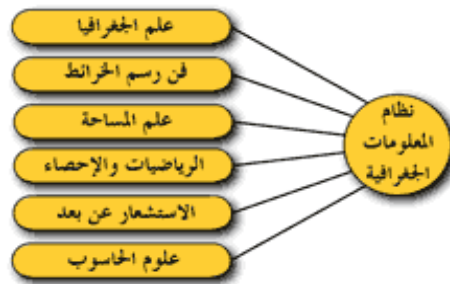 علم الجغرافيا
فن رسم الخرائط
علم المساحة
الرياضيات والإحصاء
الاستشعار عن بعد
علوم الحاسوب
نظام
المعلومات
الجغرافية